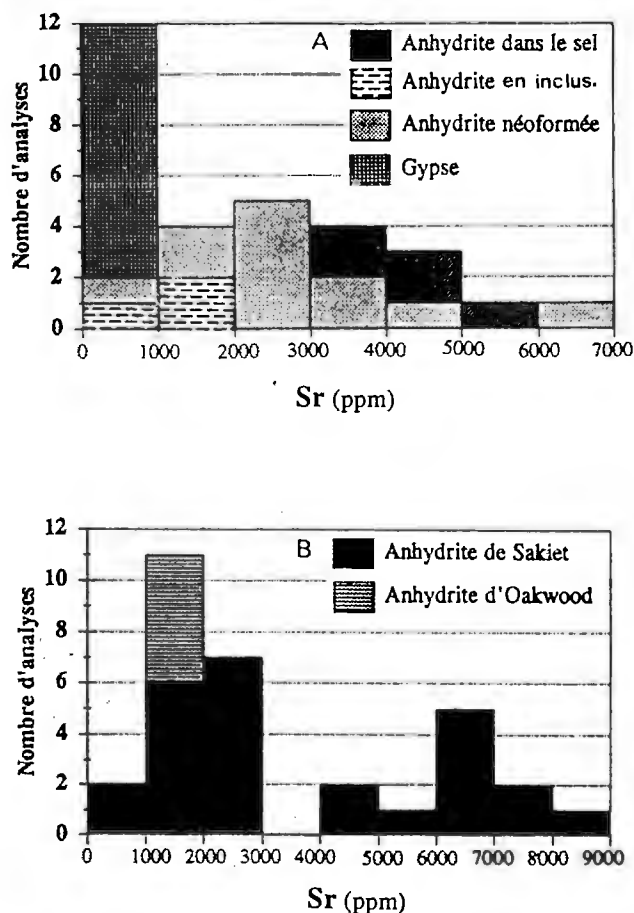 12
10
8
6
4
2
0
Nombre d'analyses
A
Anhydrite dans le sel
Anhydrite en inclus.
Anhydrite néoformée
Gypse
0 1000 2000 3000 4000 5000 6000 7000
Sr (ppm)
12
10
8
6
4
2
0
Nombre d'analyses
B
Anhydrite de Sakiet
Anhydrite d'Oakwood
0 1000 2000 3000 4000 5000 6000 7000 8000 9000
Sr (ppm)